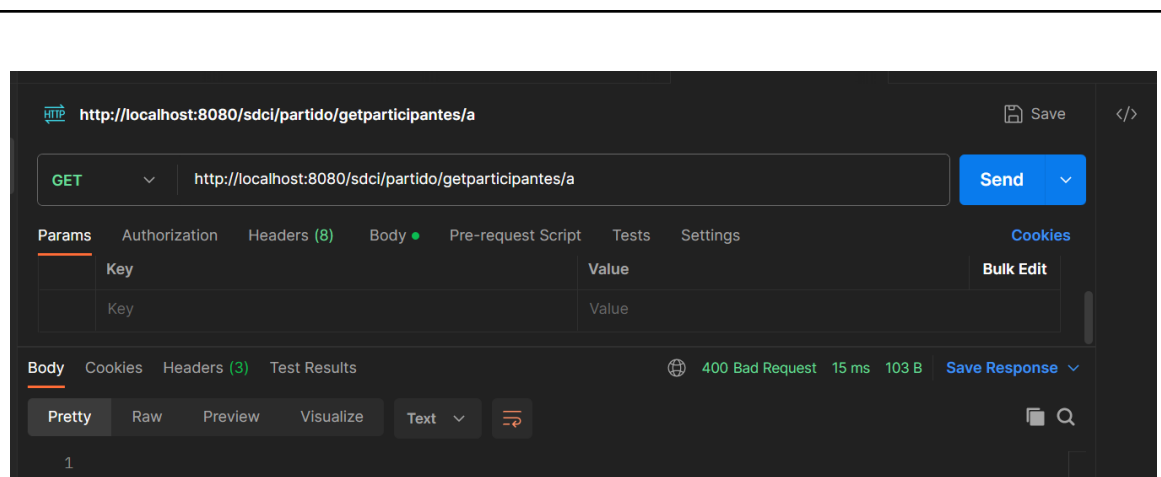 HTTP http://localhost:8080/sdci/partido/getparticipantes/a Save </>
GET http://localhost:8080/sdci/partido/getparticipantes/a Send
Params Authorization Headers (8) Body Pre-request Script Tests Settings Cookies
Key Value Bulk Edit
Key Value
Body Cookies Headers (3) Test Results 400 Bad Request 15 ms 103 B Save Response
Pretty Raw Preview Visualize Text
1